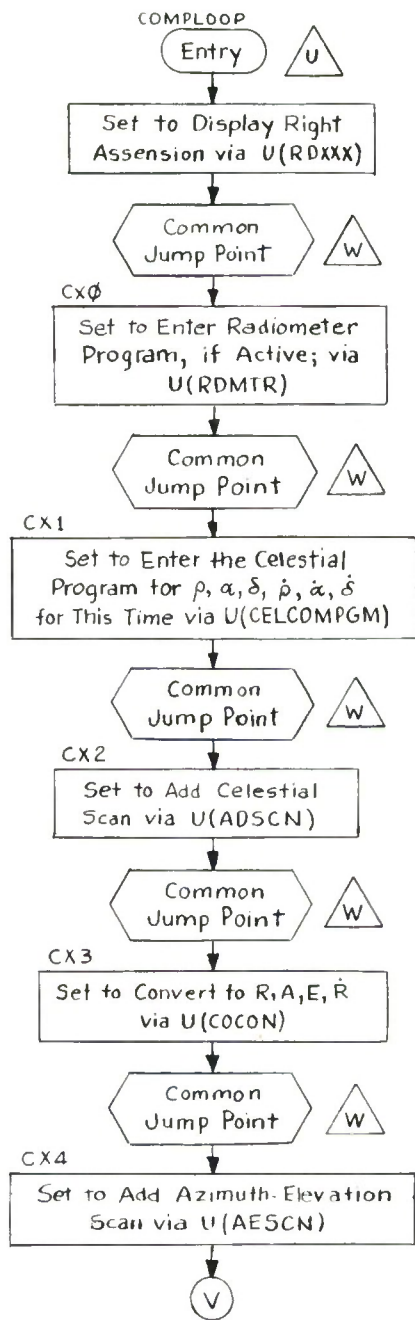 COMPLOOP
Entry
U
Set to Display Right
Assension via U(RDXXX)
Common
Jump Point
W
CXØ
Set to Enter Radiometer
Program, if Active; via
U(RDMTR)
Common
Jump Point
W
CX1
Set to Enter the Celestial
Program for ρ, α, δ, ρ̇, α̇, δ̇
for This Time via U(CELCOMPGM)
Common
Jump Point
W
CX2
Set to Add Celestial
Scan via U(ADSCN)
Common
Jump Point
W
CX3
Set to Convert to R, A, E, Ṙ
via U(COCON)
Common
Jump Point
W
CX4
Set to Add Azimuth-Elevation
Scan via U(AESCN)
V